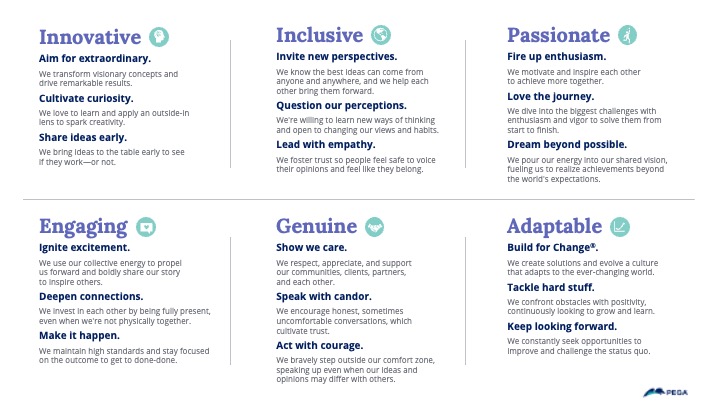 Innovative
Aim for extraordinary.
We transform visionary concepts and
drive remarkable results.
Cultivate curiosity.
We love to learn and apply an outside-in
lens to spark creativity.
Share ideas early.
We bring ideas to the table early to see
if they work—or not.
Inclusive
Invite new perspectives.
We know the best ideas can come from
anyone and anywhere, and we help each
other bring them forward.
Question our perceptions.
We're willing to learn new ways of thinking
and open to changing our views and habits.
Lead with empathy.
We foster trust so people feel safe to voice
their opinions and feel like they belong.
Passionate
Fire up enthusiasm.
We motivate and inspire each other
to achieve more together.
Love the journey.
We dive into the biggest challenges with
enthusiasm and vigor to solve them from
start to finish.
Dream beyond possible.
We pour our energy into our shared vision,
fueling us to realize achievements beyond
the world's expectations.
Engaging
Ignite excitement.
We use our collective energy to propel
us forward and boldly share our story
to inspire others.
Deepen connections.
We invest in each other by being fully present,
even when we're not physically together.
Make it happen.
We maintain high standards and stay focused
on the outcome to get to done-done.
Genuine
Show we care.
We respect, appreciate, and support
our communities, clients, partners,
and each other.
Speak with candor.
We encourage honest, sometimes
uncomfortable conversations, which
cultivate trust.
Act with courage.
We bravely step outside our comfort zone,
speaking up even when our ideas and
opinions may differ with others.
Adaptable
Build for Change®.
We create solutions and evolve a culture
that adapts to the ever-changing world.
Tackle hard stuff.
We confront obstacles with positivity,
continuously looking to grow and learn.
Keep looking forward.
We constantly seek opportunities to
improve and challenge the status quo.
PEGA